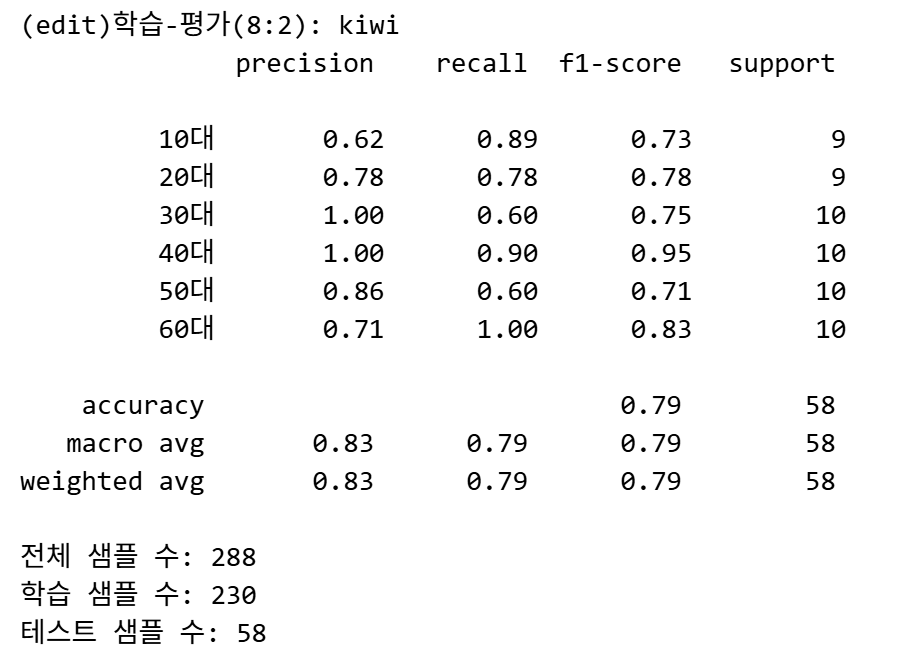 (edit)학습-평가(8:2): kiwi
precision recall f1-score support
10대 0.62 0.89 0.73 9
20대 0.78 0.78 0.78 9
30대 1.00 0.60 0.75 10
40대 1.00 0.90 0.95 10
50대 0.86 0.60 0.71 10
60대 0.71 1.00 0.83 10
accuracy 0.79 58
macro avg 0.83 0.79 0.79 58
weighted avg 0.83 0.79 0.79 58
전체 샘플 수: 288
학습 샘플 수: 230
테스트 샘플 수: 58